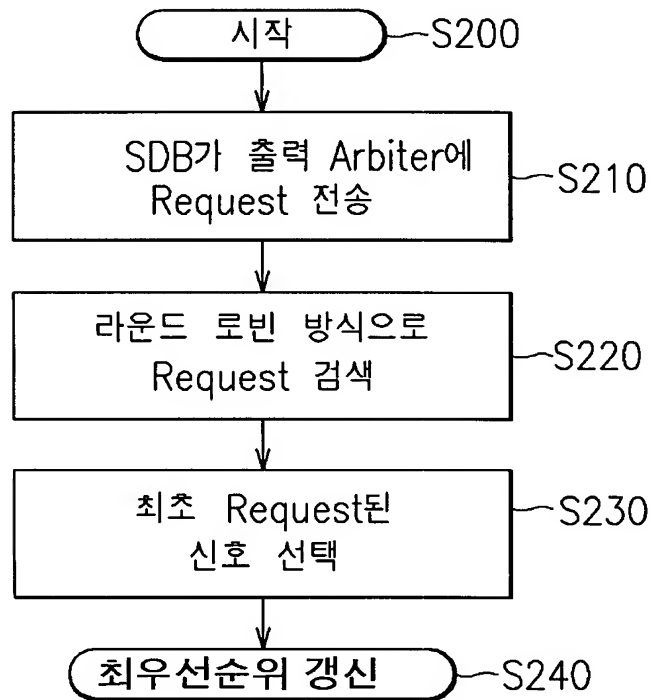 시작
S200
SDB가 출력 Arbiter에
Request 전송
S210
라운드 로빈 방식으로
Request 검색
S220
최초 Request된
신호 선택
S230
최우선순위 갱신
S240